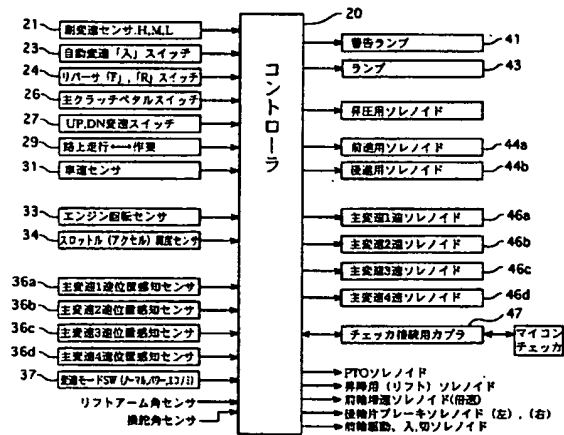 20
21 副変速センサ.H,M,L
23 自動変速「入」スイッチ
24 リバーサ「F」,「R」スイッチ
26 主クラッチペタルスイッチ
27 UP,DN変速スイッチ
29 路上走行⟷作業
31 車速センサ
33 エンジン回転センサ
34 スロットル(アクセル)開度センサ
36a 主変速1速位置感知センサ
36b 主変速2速位置感知センサ
36c 主変速3速位置感知センサ
36d 主変速4速位置感知センサ
37 変速モードSW(ノーマル,パワー,エコノミ)
リフトアーム角センサ
操舵角センサ
コントローラ
警告ランプ 41
ランプ 43
昇圧用ソレノイド
前進用ソレノイド 44a
後進用ソレノイド 44b
主変速1速ソレノイド 46a
主変速2速ソレノイド 46b
主変速3速ソレノイド 46c
主変速4速ソレノイド 46d
チェッカ接続用カプラ 47
マイコン
チェッカ
PTOソレノイド
昇降用(リフト)ソレノイド
前輪増速ソレノイド(倍速)
後輪片ブレーキソレノイド(左),(右)
前輪駆動、入,切ソレノイド